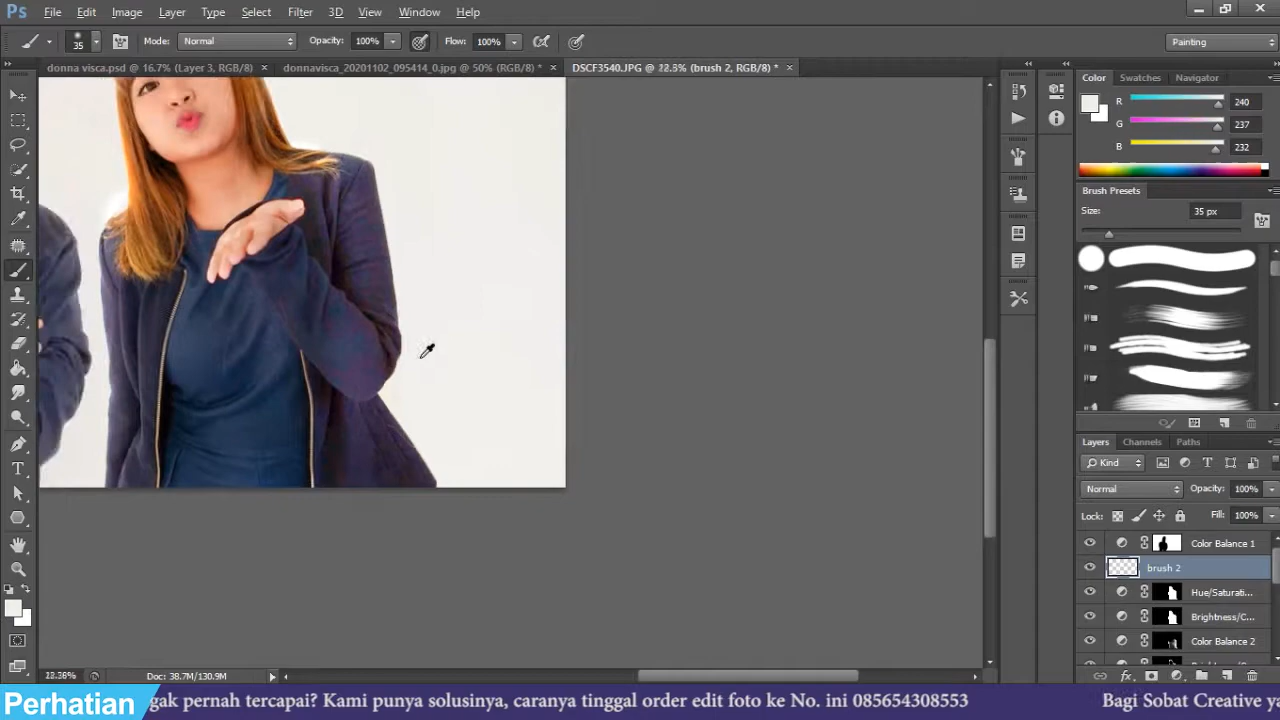 Ps File Edit Image Layer Type Select Filter 3D View Window Help
35 Mode: Normal Opacity: 100% Flow: 100% Painting
donna visca.psd @ 16.7% (Layer 3, RGB/8) × donnavisca_20201102_095414_0.jpg @ 50% (RGB/8) * × DSCF3540.JPG @ 22.8% (brush 2, RGB/8) * ×
Color Swatches Navigator
R 240
G 237
B 232
Brush Presets
Size: 35 px
Layers Channels Paths
Kind
Normal Opacity: 100%
Lock: Fill: 100%
Color Balance 1
brush 2
Hue/Saturati...
Brightness/C...
Color Balance 2
Doc: 38.7M/130.9M
Perhatian gak pernah tercapai? Kami punya solusinya, caranya tinggal order edit foto ke No. ini 085654308553 Bagi Sobat Creative ya